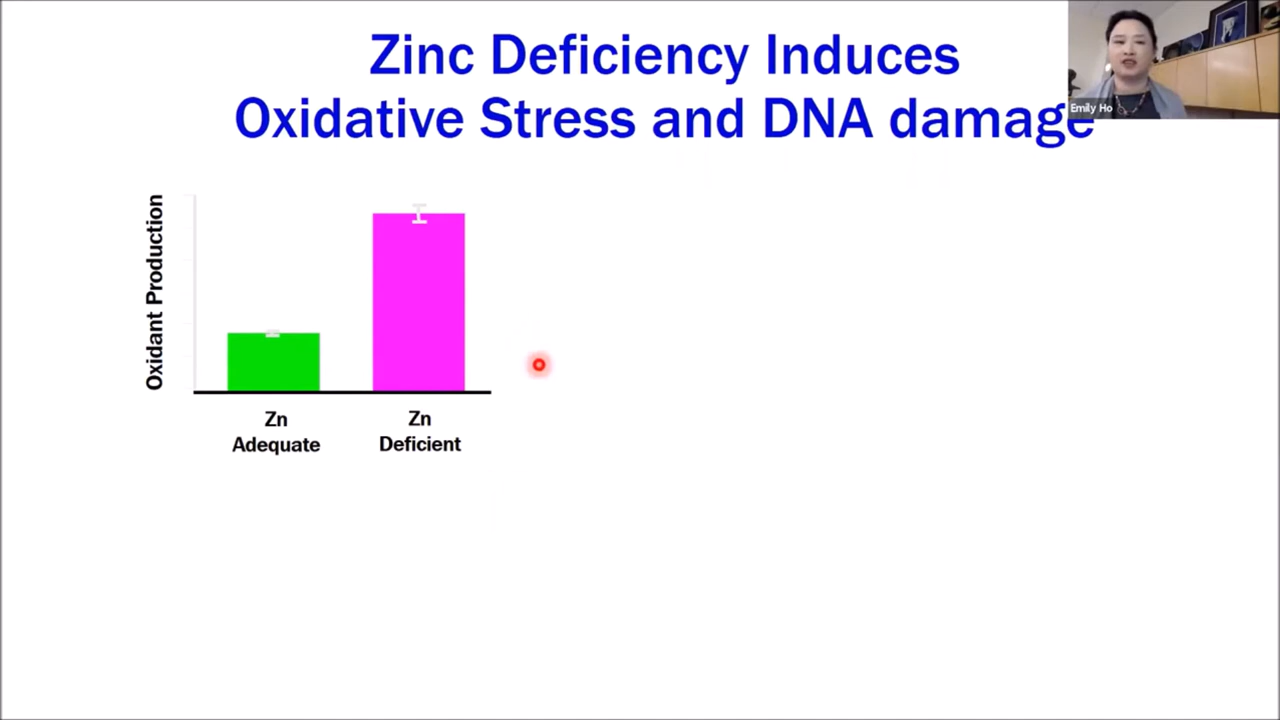 Zinc Deficiency Induces
Oxidative Stress and DNA damage
Emily Ho
Oxidant Production
Zn
Adequate
Zn
Deficient